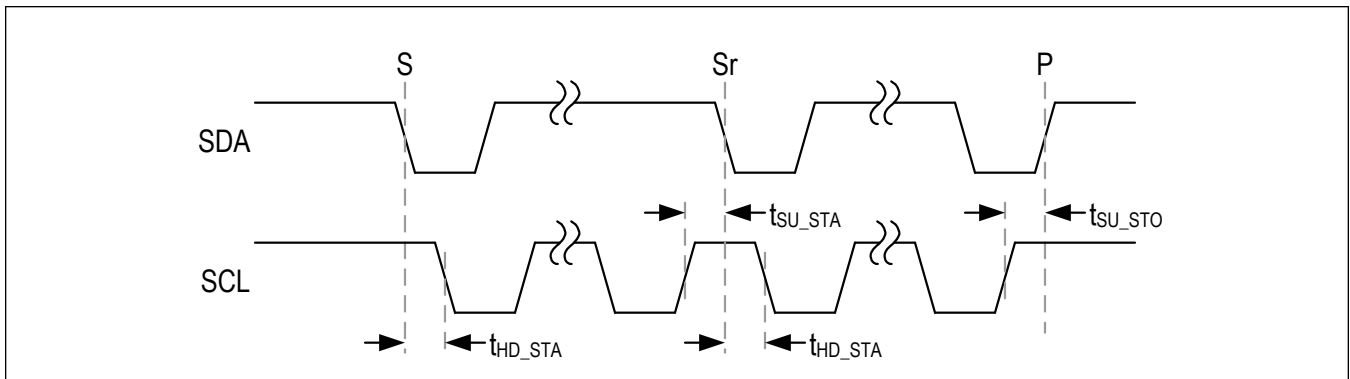 S Sr P
SDA
tSU_STA tSU_STO
SCL
tHD_STA tHD_STA